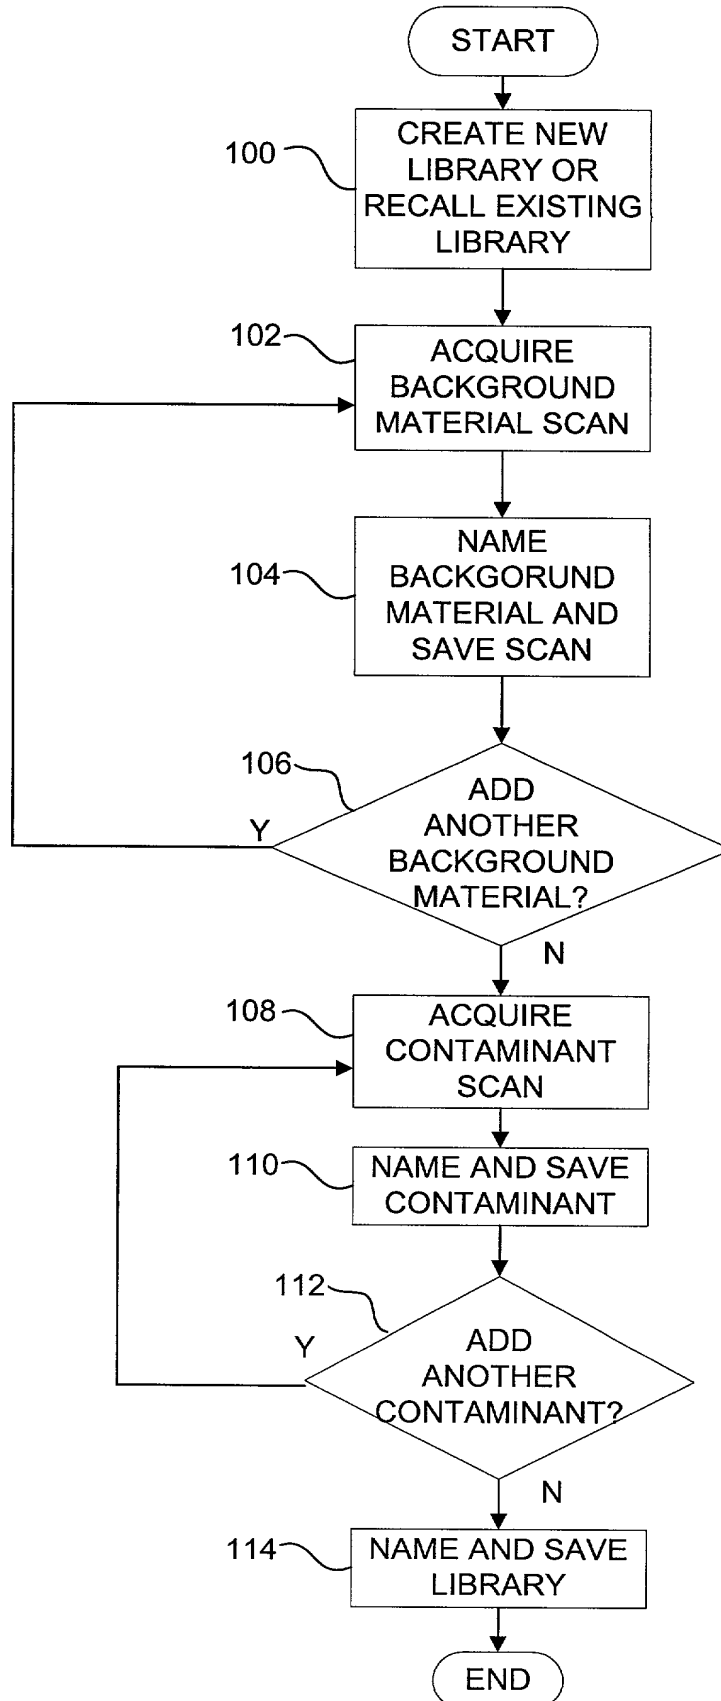 START
100
CREATE NEW
LIBRARY OR
RECALL EXISTING
LIBRARY
102
ACQUIRE
BACKGROUND
MATERIAL SCAN
104
NAME
BACKGORUND
MATERIAL AND
SAVE SCAN
106
Y
ADD
ANOTHER
BACKGROUND
MATERIAL?
N
108
ACQUIRE
CONTAMINANT
SCAN
110
NAME AND SAVE
CONTAMINANT
112
Y
ADD
ANOTHER
CONTAMINANT?
N
114
NAME AND SAVE
LIBRARY
END